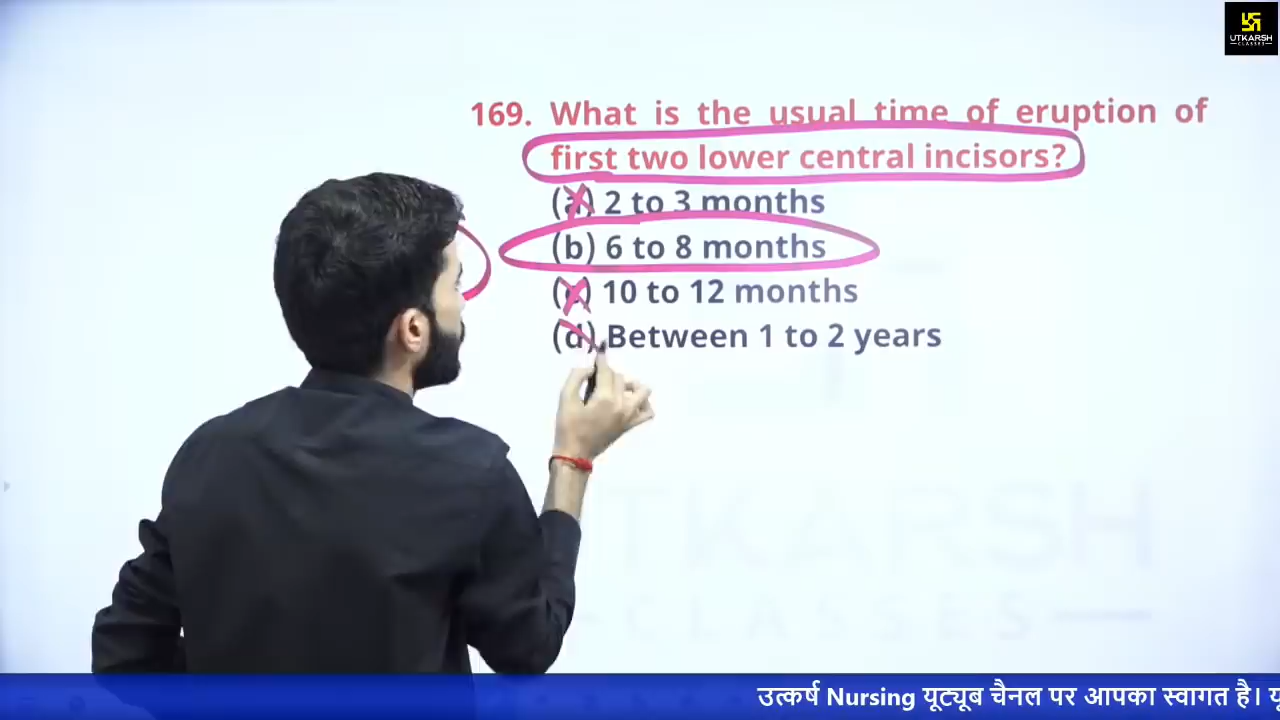 UTKARSH
CLASSES
169. What is the usual time of eruption of
first two lower central incisors?
(a) 2 to 3 months
(b) 6 to 8 months
(c) 10 to 12 months
(d) Between 1 to 2 years
UTKARSH
CLASSES
उत्कर्ष Nursing यूट्यूब चैनल पर आपका स्वागत है। यू